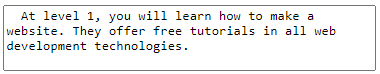 At level 1, you will learn how to make a
website. They offer free tutorials in all web
development technologies.